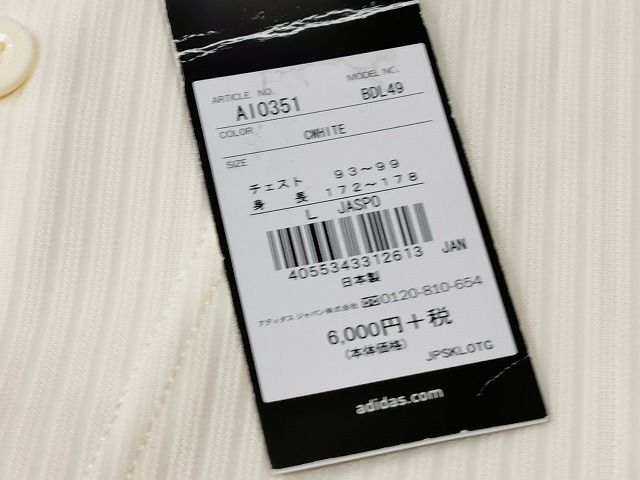 ARTICLE NO. MODEL NO.
AI0351 BDL49
COLOR
CWHITE
SIZE
チェスト 93〜99
身 長 172〜178
L JASPO
4055343312613 JAN
日本製
アディダス ジャパン株式会社 0120-810-654
6,000円+税
(本体価格)
JPSKLOTC
adidas.com